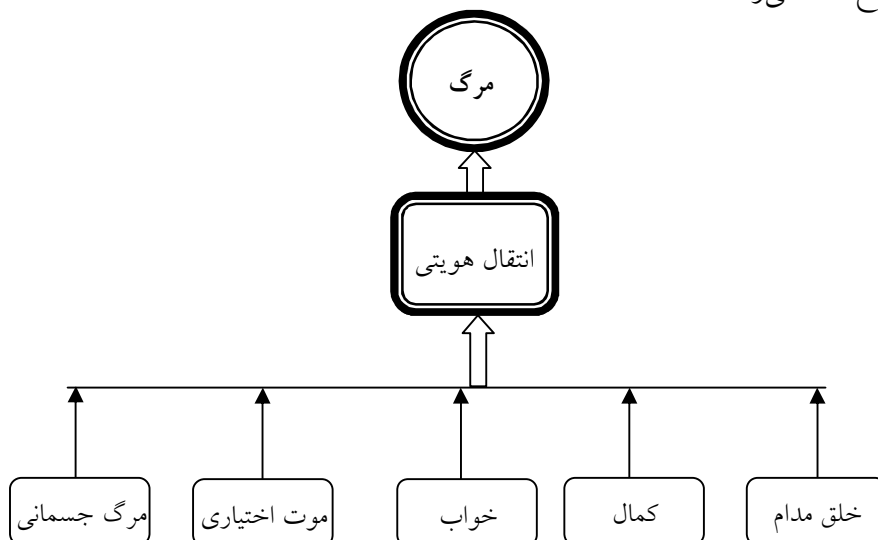 مرگ
انتقال هویتی
خلق مدام
کمال
خواب
موت اختیاری
مرگ جسمانی